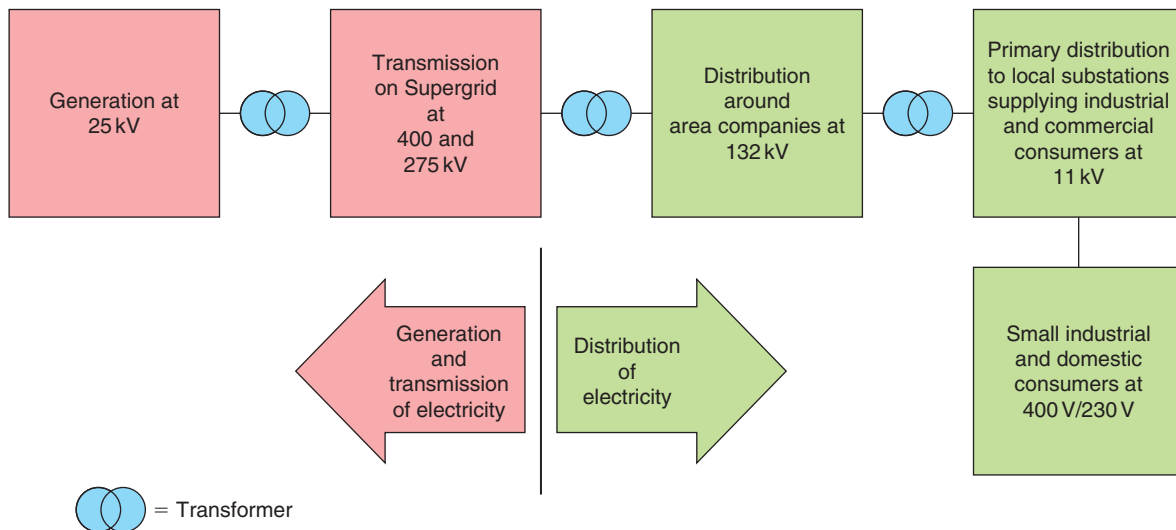 Generation at
25 kV
Transmission
on Supergrid
at
400 and
275 kV
Distribution
around
area companies at
132 kV
Primary distribution
to local substations
supplying industrial
and commercial
consumers at
11 kV
Generation
and
transmission
of electricity
Distribution
of
electricity
Small industrial
and domestic
consumers at
400 V/230 V
= Transformer